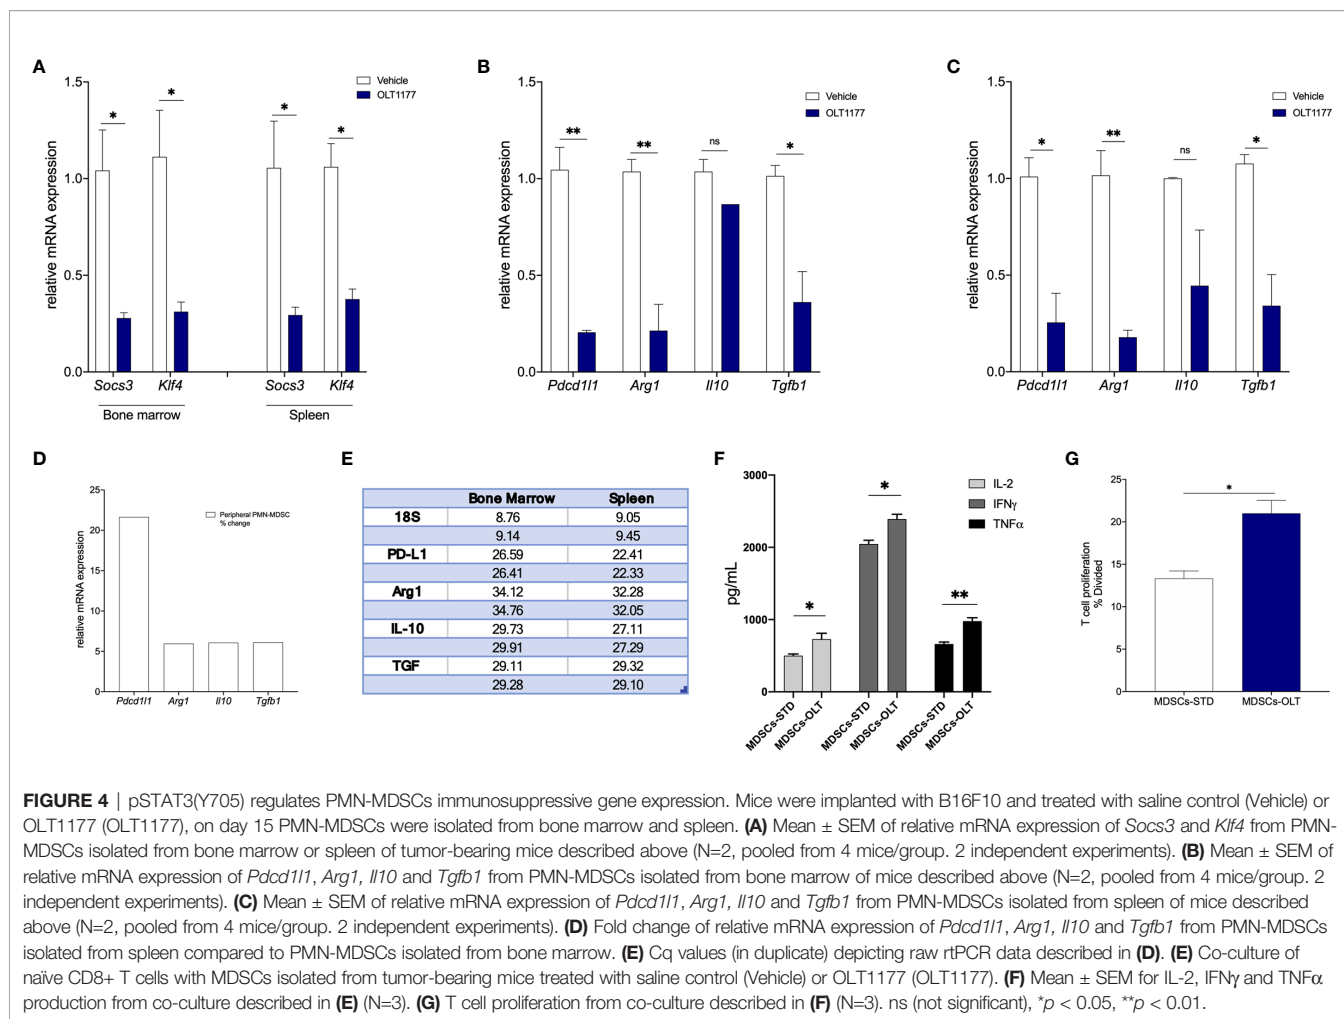 A
1.5
1.0
0.5
0.0
relative mRNA expression
Vehicle
OLT1177
*
*
*
*
Socs3 Klf4 Socs3 Klf4
Bone marrow Spleen
B
1.5
1.0
0.5
0.0
relative mRNA expression
Vehicle
OLT1177
**
**
ns
*
Pdcd1l1 Arg1 Il10 Tgfb1
C
1.5
1.0
0.5
0.0
relative mRNA expression
Vehicle
OLT1177
*
**
ns
*
Pdcd1l1 Arg1 Il10 Tgfb1
D
25
20
15
10
5
0
relative mRNA expression
Peripheral PMN-MDSC
% change
Pdcd1l1 Arg1 Il10 Tgfb1
E
Bone Marrow Spleen
18S 8.76 9.05
9.14 9.45
PD-L1 26.59 22.41
26.41 22.33
Arg1 34.12 32.28
34.76 32.05
IL-10 29.73 27.11
29.91 27.29
TGF 29.11 29.32
29.28 29.10
F
3000
2000
1000
0
pg/mL
IL-2
IFNγ
TNFα
*
*
**
MDSCs-STD
MDSCs-OLT
MDSCs-STD
MDSCs-OLT
MDSCs-STD
MDSCs-OLT
G
25
20
15
10
5
0
T cell proliferation
% Divided
*
MDSCs-STD MDSCs-OLT
FIGURE 4 | pSTAT3(Y705) regulates PMN-MDSCs immunosuppressive gene expression. Mice were implanted with B16F10 and treated with saline control (Vehicle) or
OLT1177 (OLT1177), on day 15 PMN-MDSCs were isolated from bone marrow and spleen. (A) Mean ± SEM of relative mRNA expression of Socs3 and Klf4 from PMN-
MDSCs isolated from bone marrow or spleen of tumor-bearing mice described above (N=2, pooled from 4 mice/group. 2 independent experiments). (B) Mean ± SEM of
relative mRNA expression of Pdcd1l1, Arg1, Il10 and Tgfb1 from PMN-MDSCs isolated from bone marrow of mice described above (N=2, pooled from 4 mice/group. 2
independent experiments). (C) Mean ± SEM of relative mRNA expression of Pdcd1l1, Arg1, Il10 and Tgfb1 from PMN-MDSCs isolated from spleen of mice described
above (N=2, pooled from 4 mice/group. 2 independent experiments). (D) Fold change of relative mRNA expression of Pdcd1l1, Arg1, Il10 and Tgfb1 from PMN-MDSCs
isolated from spleen compared to PMN-MDSCs isolated from bone marrow. (E) Cq values (in duplicate) depicting raw rtPCR data described in (D). (E) Co-culture of
naïve CD8+ T cells with MDSCs isolated from tumor-bearing mice treated with saline control (Vehicle) or OLT1177 (OLT1177). (F) Mean ± SEM for IL-2, IFNγ and TNFα
production from co-culture described in (E) (N=3). (G) T cell proliferation from co-culture described in (F) (N=3). ns (not significant), *p < 0.05, **p < 0.01.